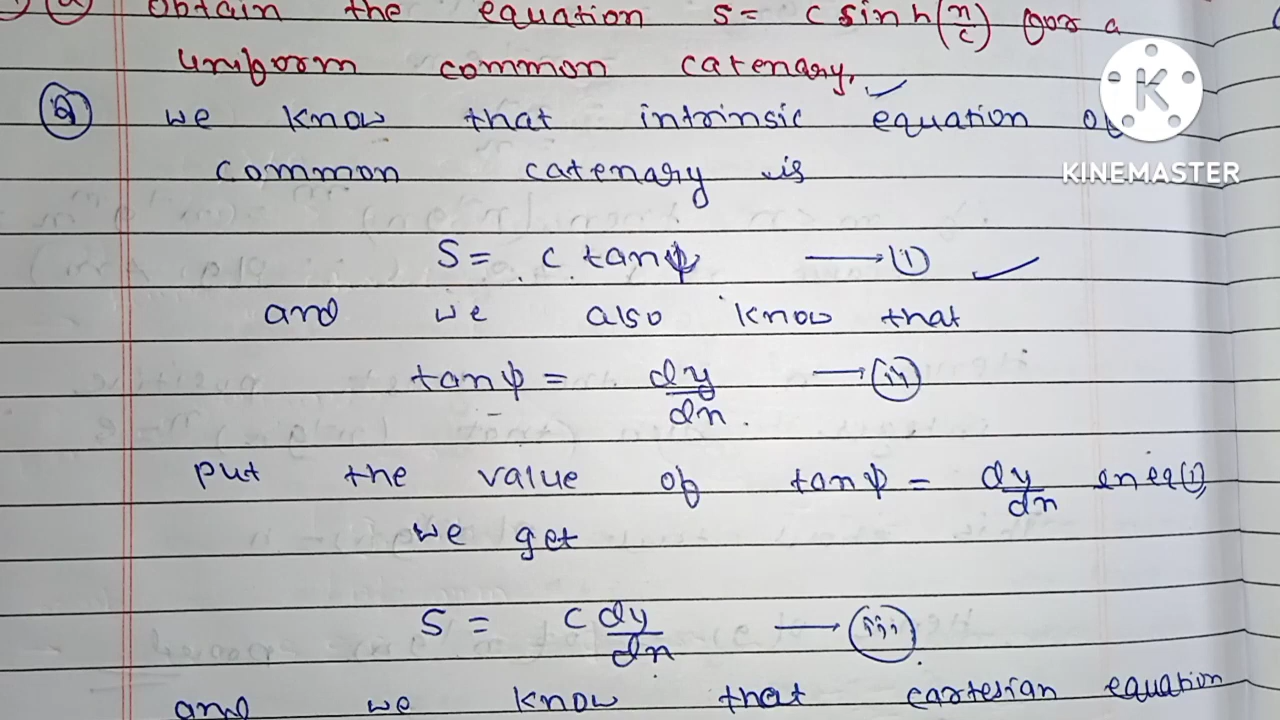 (a) obtain the equation S = c sinh(x/c) for a
uniform common catenary.
(a) we know that intrinsic equation of
common catenary is
S = c tanψ → (i)
and we also know that
tanψ = dy/dx → (ii)
put the value of tanψ = dy/dx in eq(i)
we get
S = c dy/dx → (iii)
and we know that cartesian equation
K
KINEMASTER